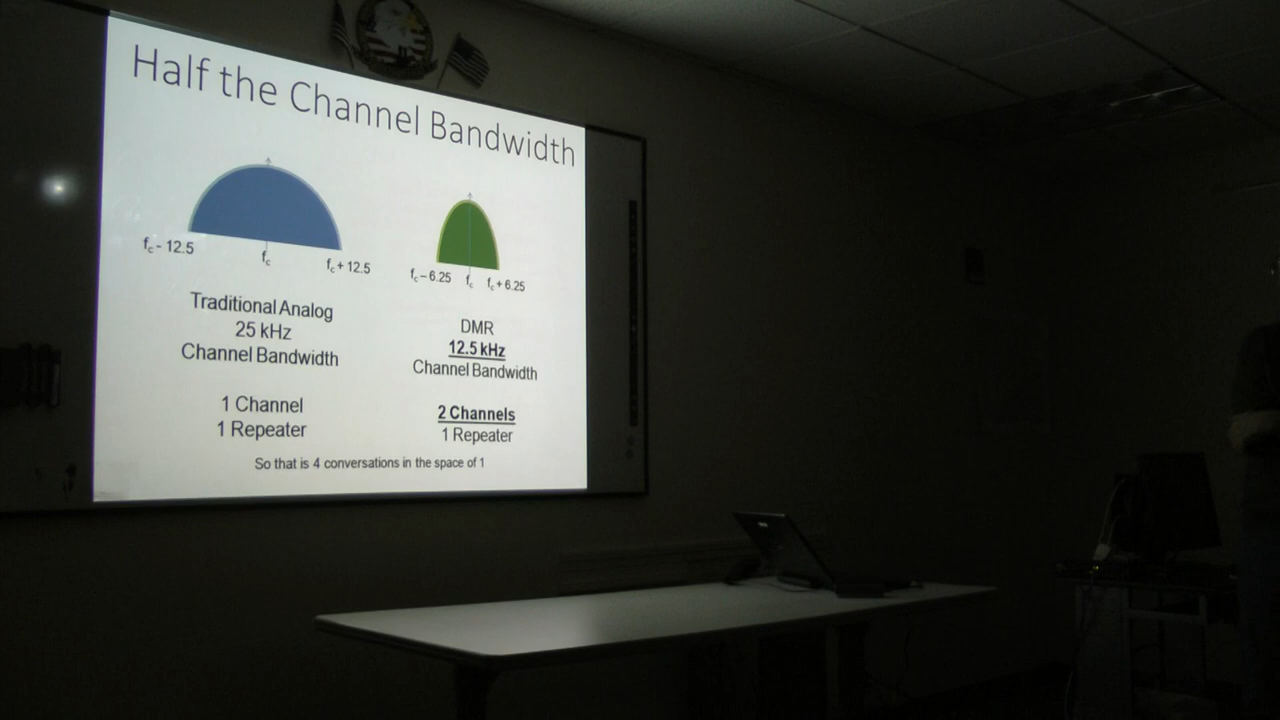 Half the Channel Bandwidth
fc - 12.5
fc
fc + 12.5
fc – 6.25
fc
fc + 6.25
Traditional Analog
25 kHz
Channel Bandwidth
1 Channel
1 Repeater
DMR
12.5 kHz
Channel Bandwidth
2 Channels
1 Repeater
So that is 4 conversations in the space of 1